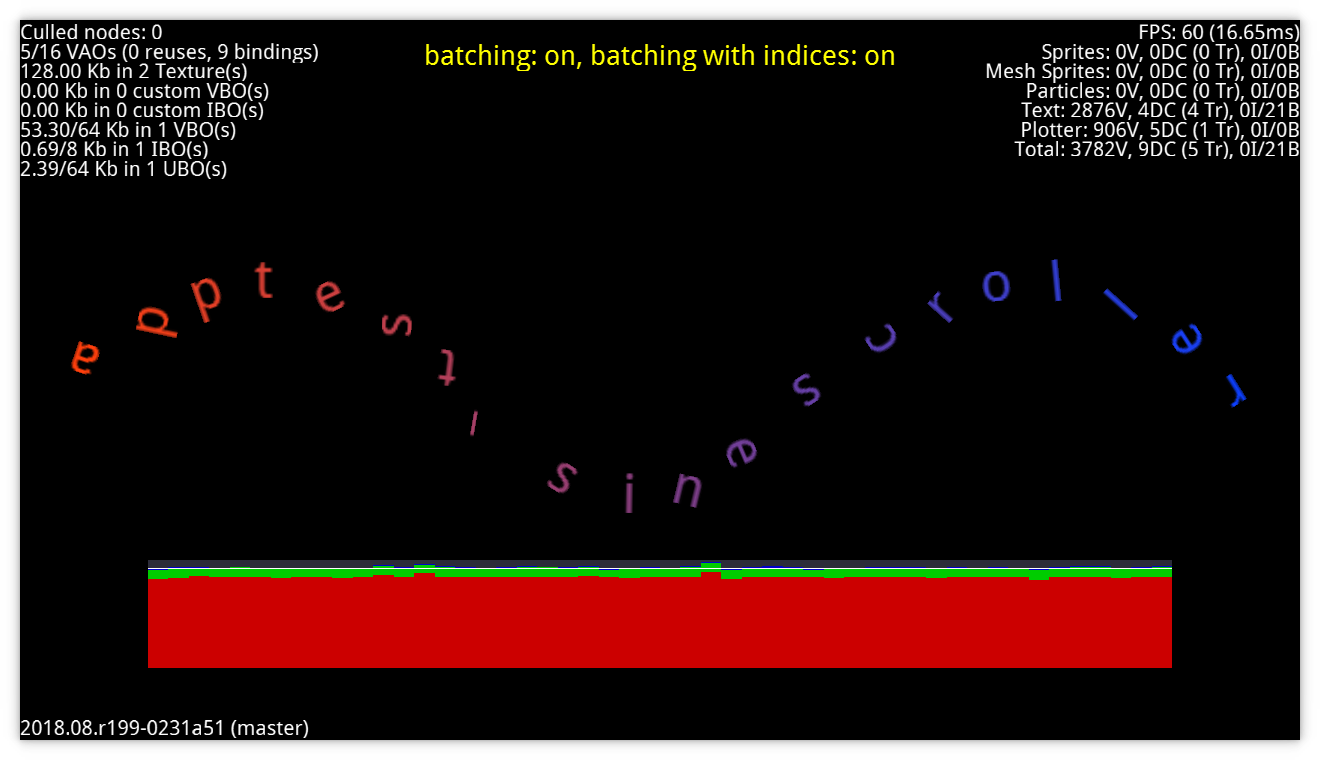 Culled nodes: 0
5/16 VAOs (0 reuses, 9 bindings)
128.00 Kb in 2 Texture(s)
0.00 Kb in 0 custom VBO(s)
0.00 Kb in 0 custom IBO(s)
53.30/64 Kb in 1 VBO(s)
0.69/8 Kb in 1 IBO(s)
2.39/64 Kb in 1 UBO(s)
batching: on, batching with indices: on
FPS: 60 (16.65ms)
Sprites: 0V, 0DC (0 Tr), 0I/0B
Mesh Sprites: 0V, 0DC (0 Tr), 0I/0B
Particles: 0V, 0DC (0 Tr), 0I/0B
Text: 2876V, 4DC (4 Tr), 0I/21B
Plotter: 906V, 5DC (1 Tr), 0I/0B
Total: 3782V, 9DC (5 Tr), 0I/21B
apptest_sinescroller
2018.08.r199-0231a51 (master)